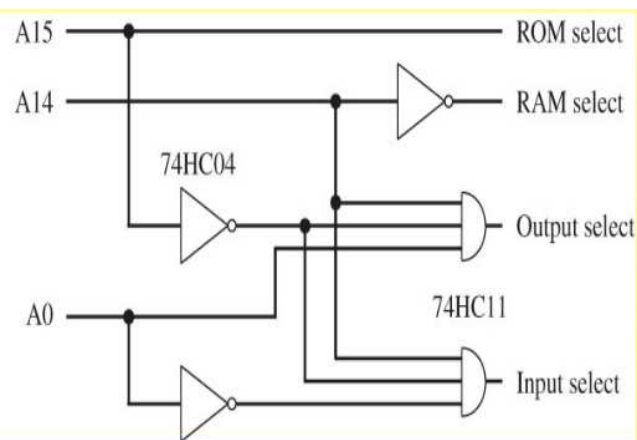 A15
ROM select
A14
RAM select
74HC04
Output select
A0
74HC11
Input select